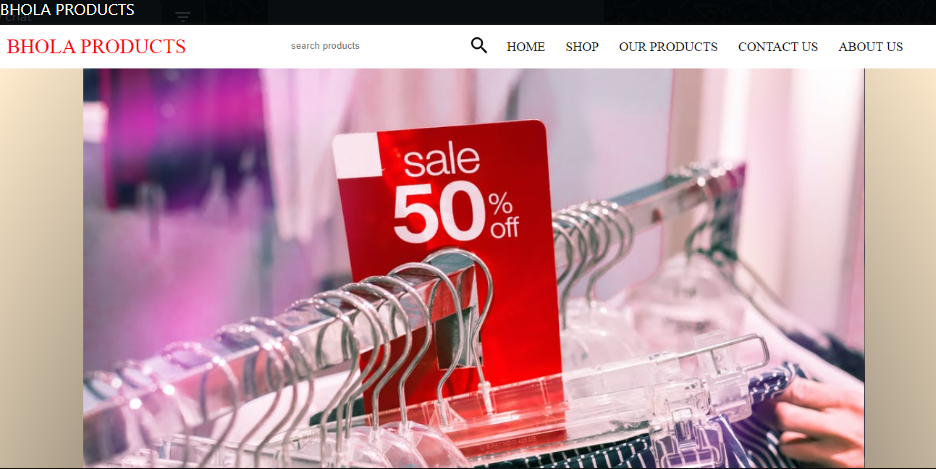 BHOLA PRODUCTS
BHOLA PRODUCTS
search products
HOME
SHOP
OUR PRODUCTS
CONTACT US
ABOUT US
sale
50%
off